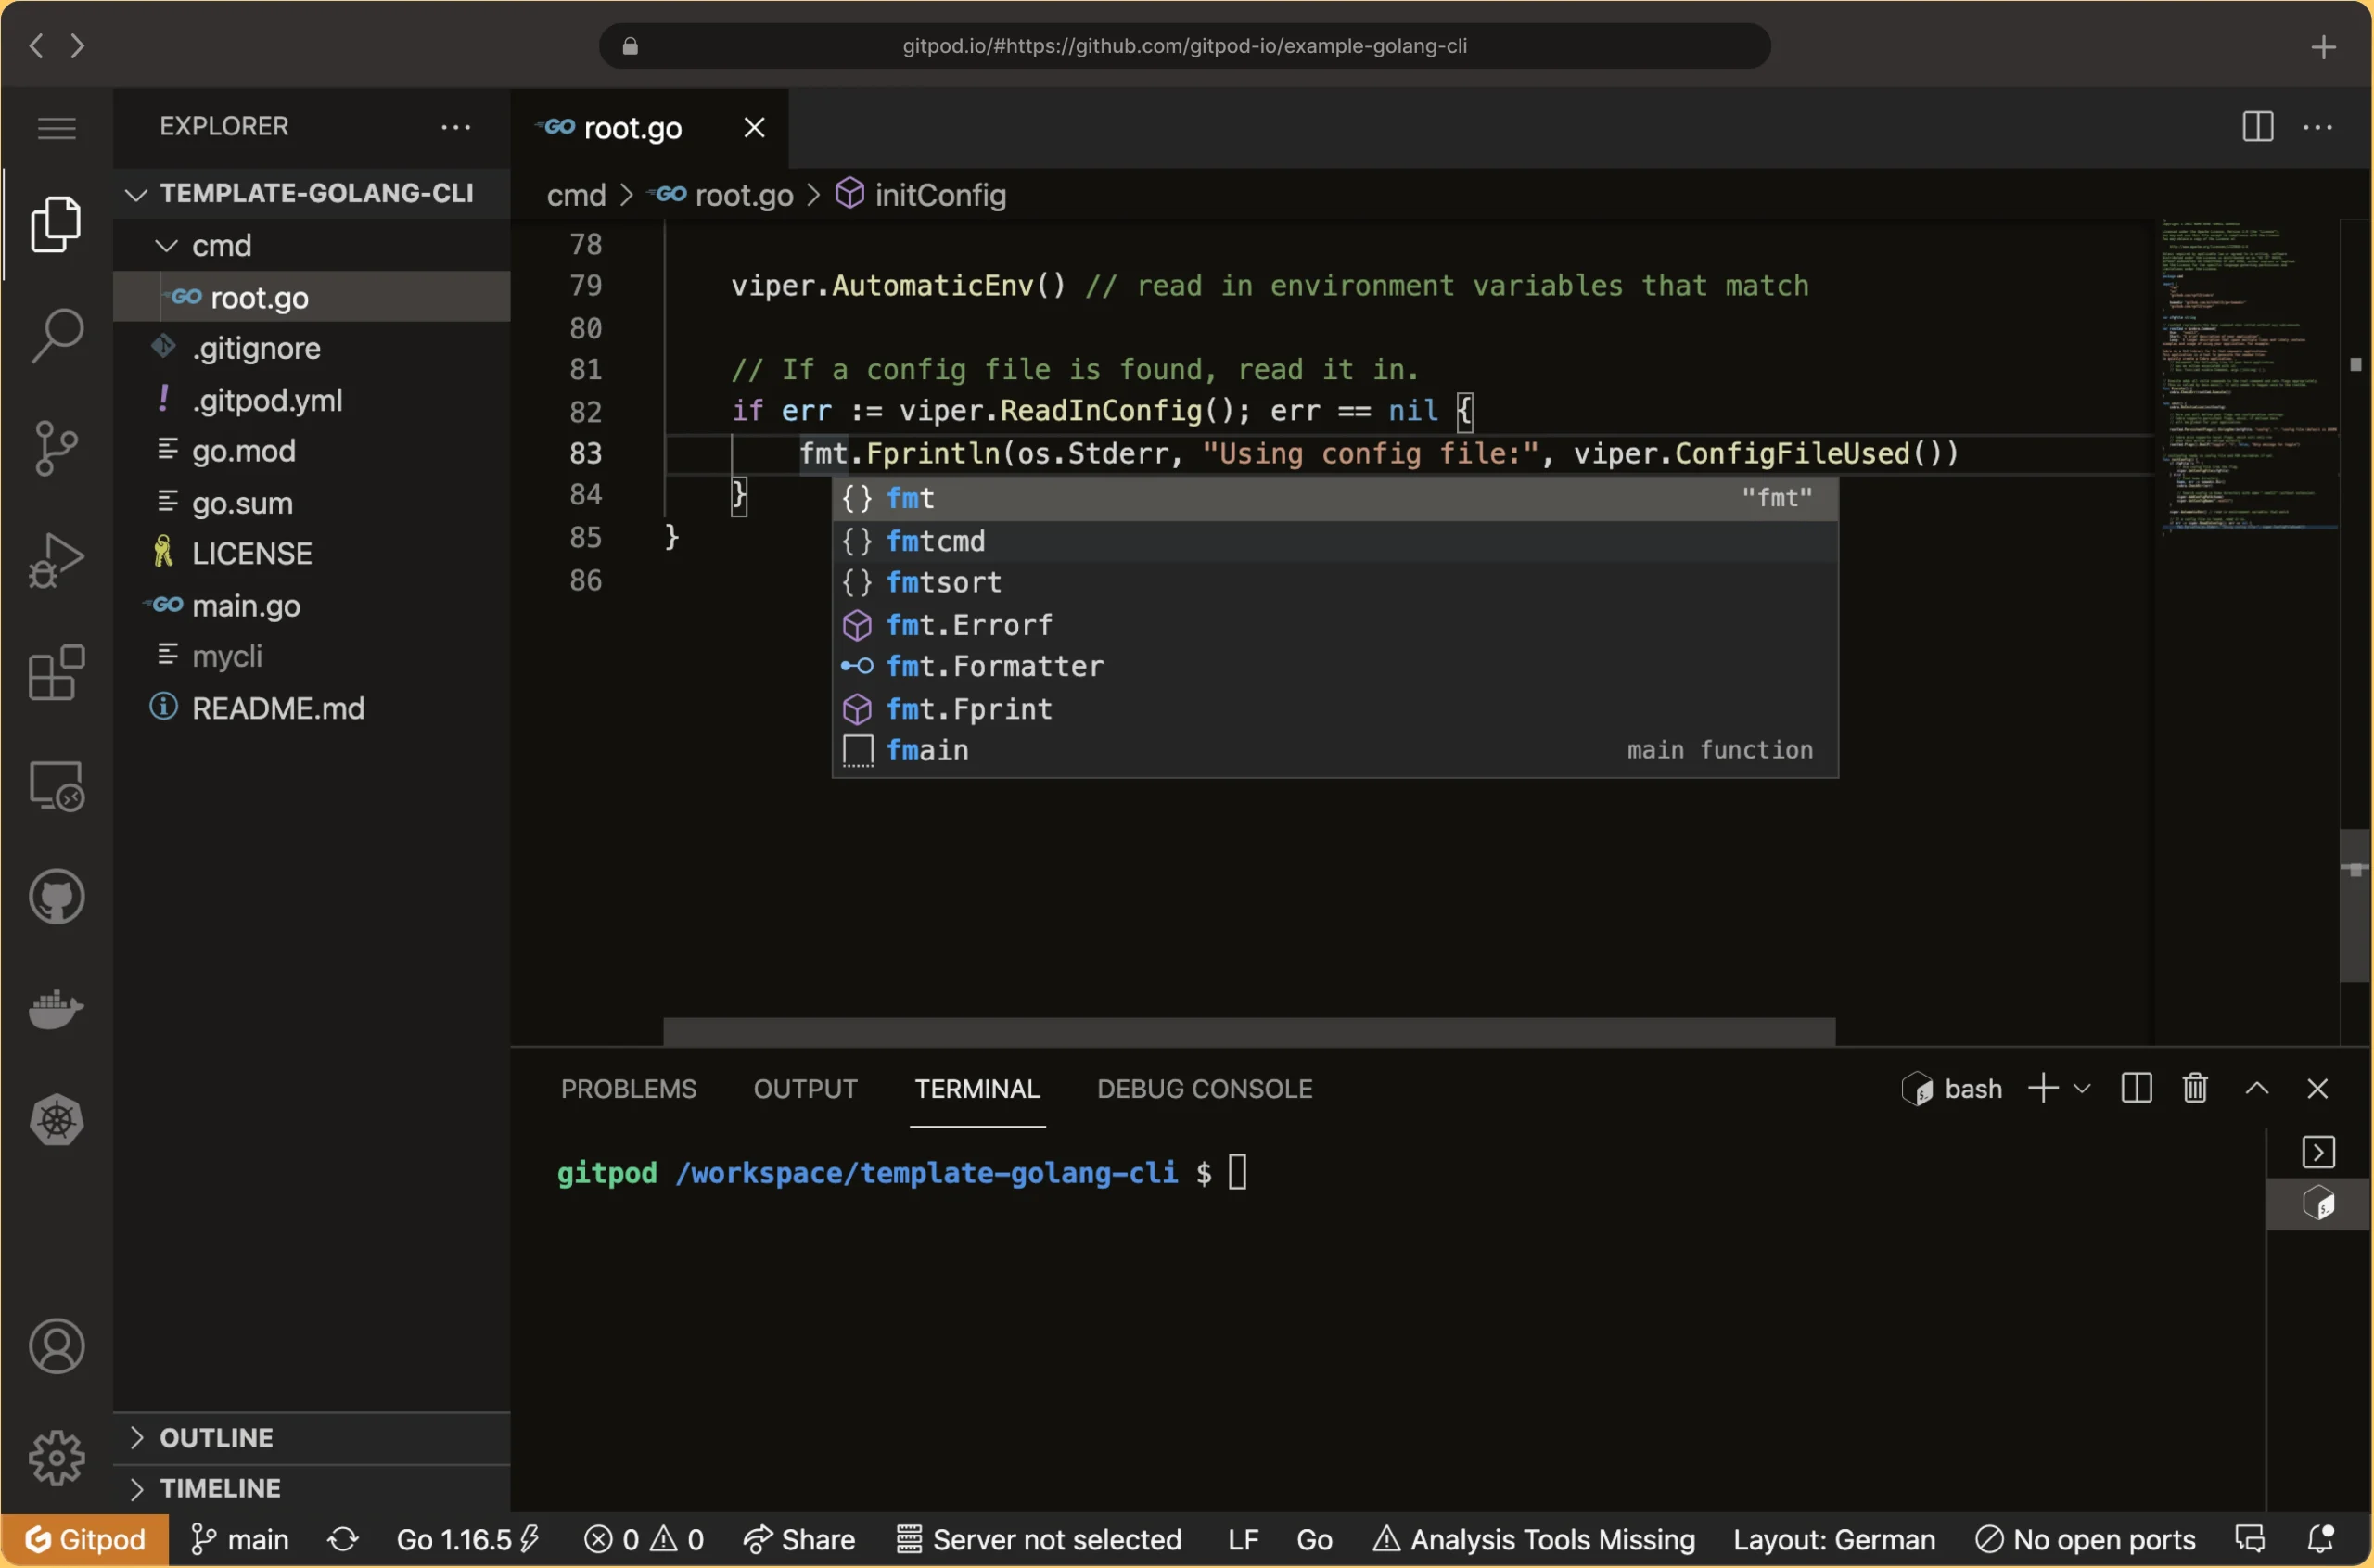 gitpod.io/#https://github.com/gitpod-io/example-golang-cli
EXPLORER
TEMPLATE-GOLANG-CLI
cmd
GO root.go
.gitignore
! .gitpod.yml
go.mod
go.sum
LICENSE
GO main.go
mycli
README.md
OUTLINE
TIMELINE
GO root.go
cmd > GO root.go > initConfig
78
79 viper.AutomaticEnv() // read in environment variables that match
80
81 // If a config file is found, read it in.
82 if err := viper.ReadInConfig(); err == nil {
83 fmt.Fprintln(os.Stderr, "Using config file:", viper.ConfigFileUsed())
84 }
85 }
86
{} fmt "fmt"
{} fmtcmd
{} fmtsort
fmt.Errorf
fmt.Formatter
fmt.Fprint
fmain main function
PROBLEMS OUTPUT TERMINAL DEBUG CONSOLE bash
gitpod /workspace/template-golang-cli $
Gitpod main Go 1.16.5 0 0 Share Server not selected LF Go Analysis Tools Missing Layout: German No open ports